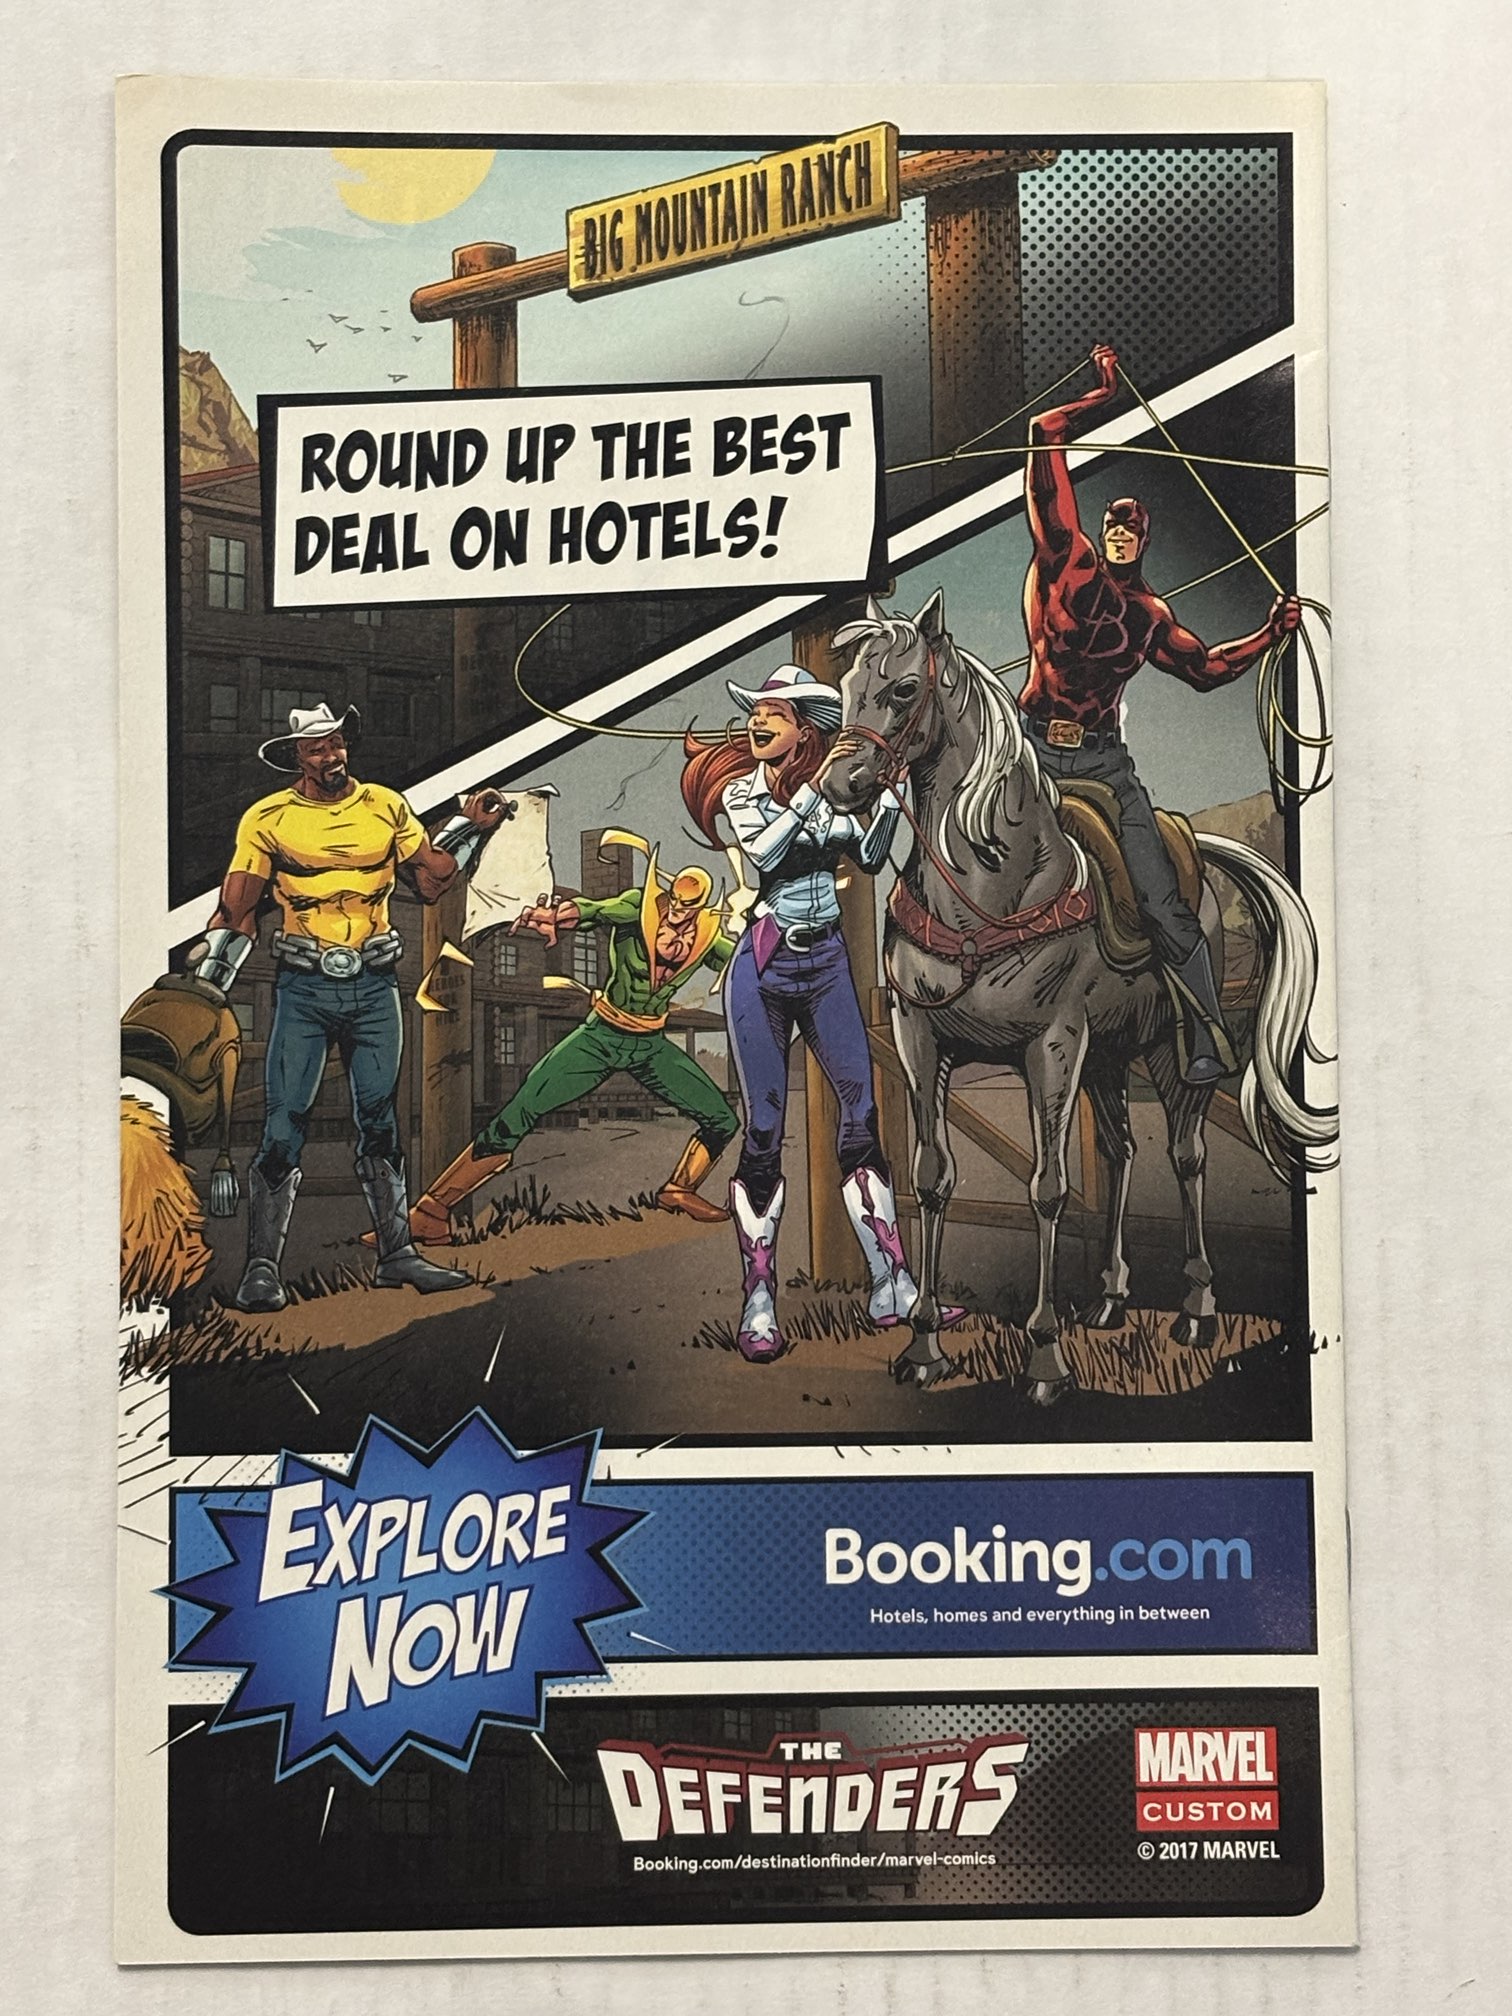 BIG MOUNTAIN RANCH
ROUND UP THE BEST
DEAL ON HOTELS!
EXPLORE
NOW
Booking.com
Hotels, homes and everything in between
THE
DEFENDERS
Booking.com/destinationfinder/marvel-comics
MARVEL
CUSTOM
© 2017 MARVEL